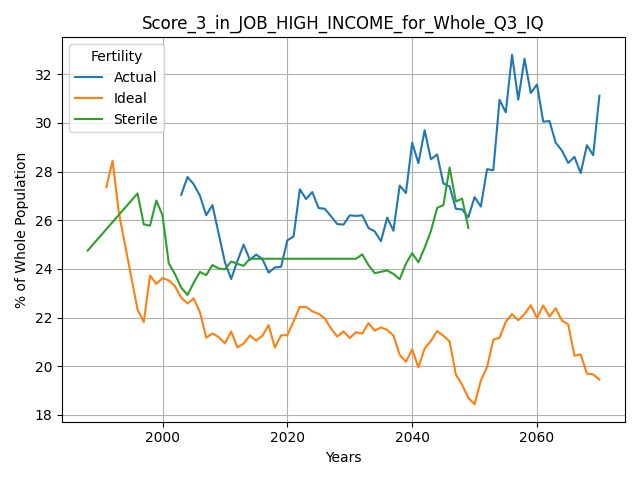 Score_3_in_JOB_HIGH_INCOME_for_Whole_Q3_IQ
Fertility
Actual
Ideal
Sterile
% of Whole Population
32
30
28
26
24
22
20
18
2000
2020
2040
2060
Years